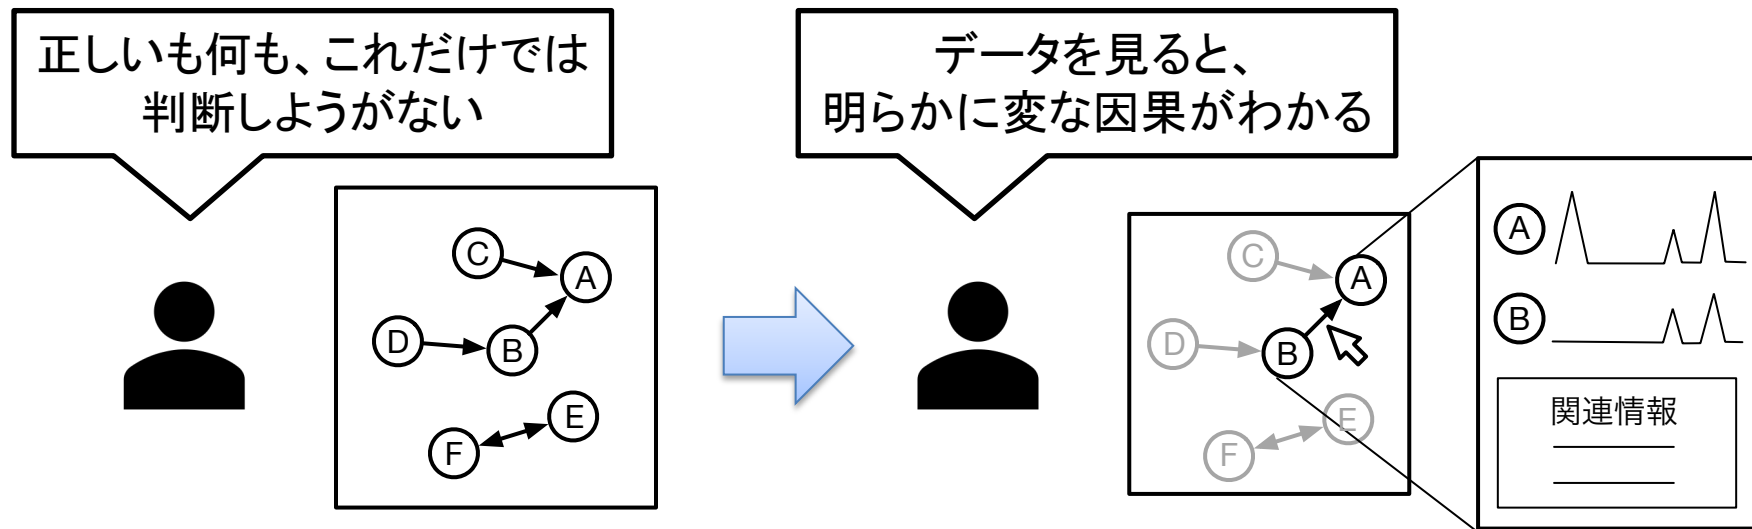 正しいも何も、これだけでは
判断しようがない
データを見ると、
明らかに変な因果がわかる
C
A
D
B
E
F
C
A
D
B
E
F
A
B
関連情報